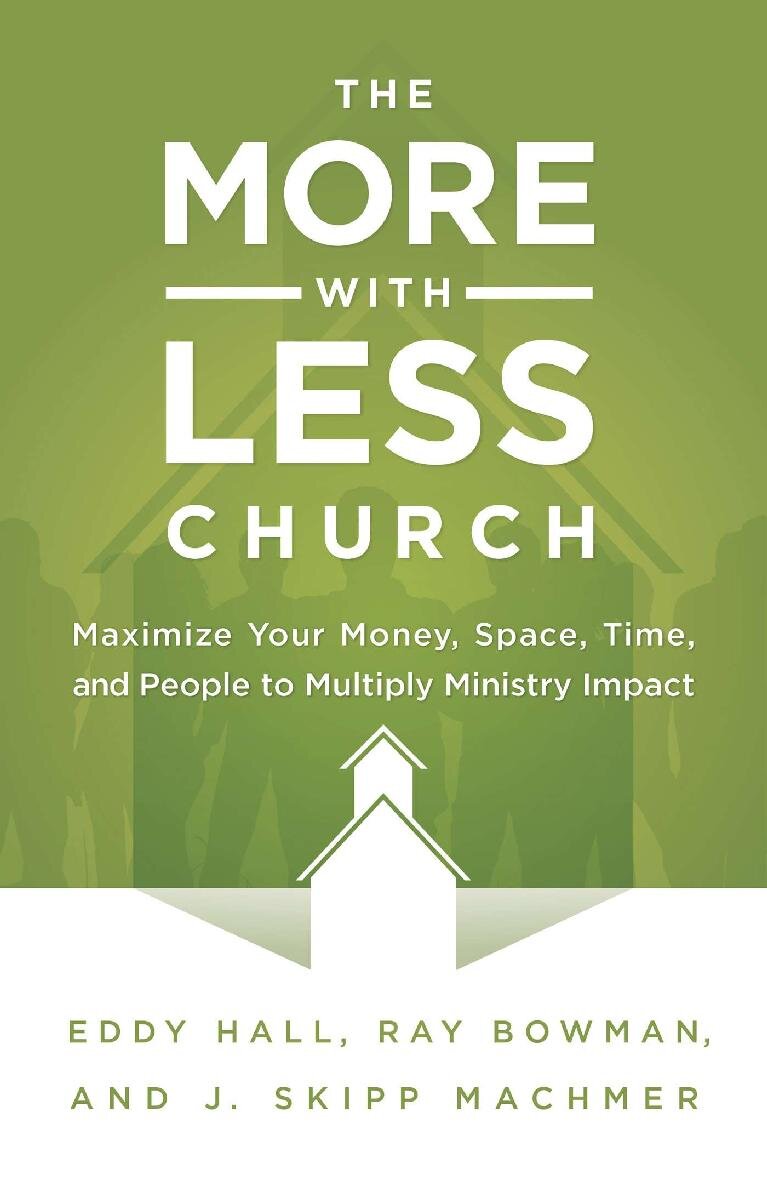 THE
MORE
WITH
LESS
CHURCH
Maximize Your Money, Space, Time,
and People to Multiply Ministry Impact
EDDY HALL, RAY BOWMAN,
AND J. SKIPP MACHMER